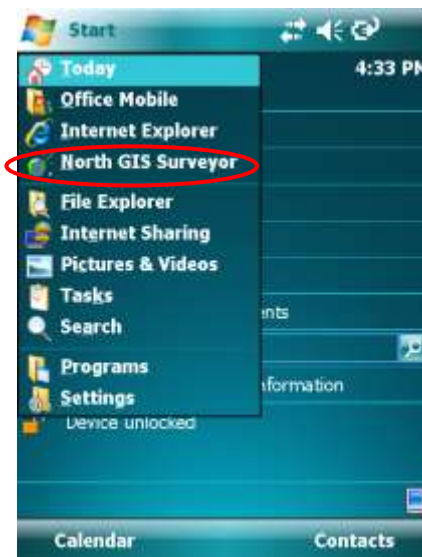 Start
Today
4:33 PM
Office Mobile
Internet Explorer
North GIS Surveyor
File Explorer
Internet Sharing
Pictures & Videos
Tasks
ents
Search
Programs
formation
Settings
Device unlocked
Calendar Contacts